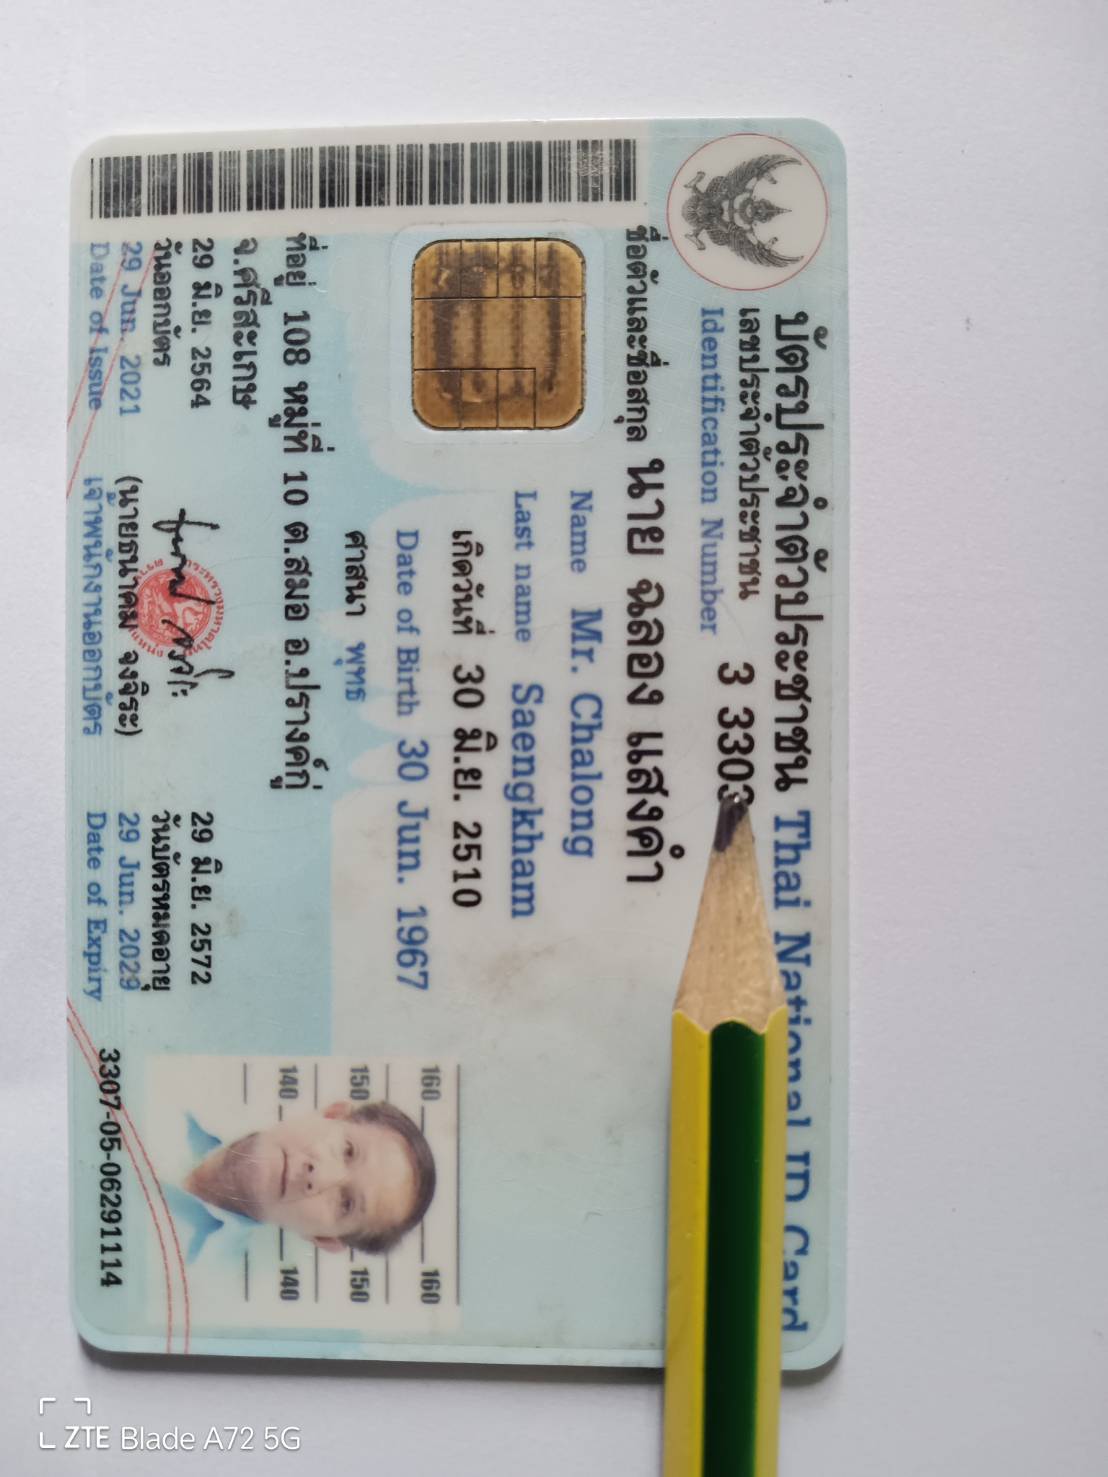 บัตรประจำตัวประชาชน Thai National ID Card
เลขประจำตัวประชาชน 3 3303
Identification Number
ชื่อตัวและชื่อสกุล นาย ฉลอง แสงคำ
Name Mr. Chalong
Last name Saengkham
เกิดวันที่ 30 มิ.ย. 2510
Date of Birth 30 Jun. 1967
ศาสนา พุทธ
ที่อยู่ 108 หมู่ที่ 10 ต.สมอ อ.ปรางค์กู่
จ.ศรีสะเกษ
29 มิ.ย. 2564
วันออกบัตร
29 Jun. 2021
Date of Issue
(นายธนาคม จงจิระ)
เจ้าพนักงานออกบัตร
29 มิ.ย. 2572
วันบัตรหมดอายุ
29 Jun. 2029
Date of Expiry
160 160
150 150
140 140
3307-05-06291114
ZTE Blade A72 5G